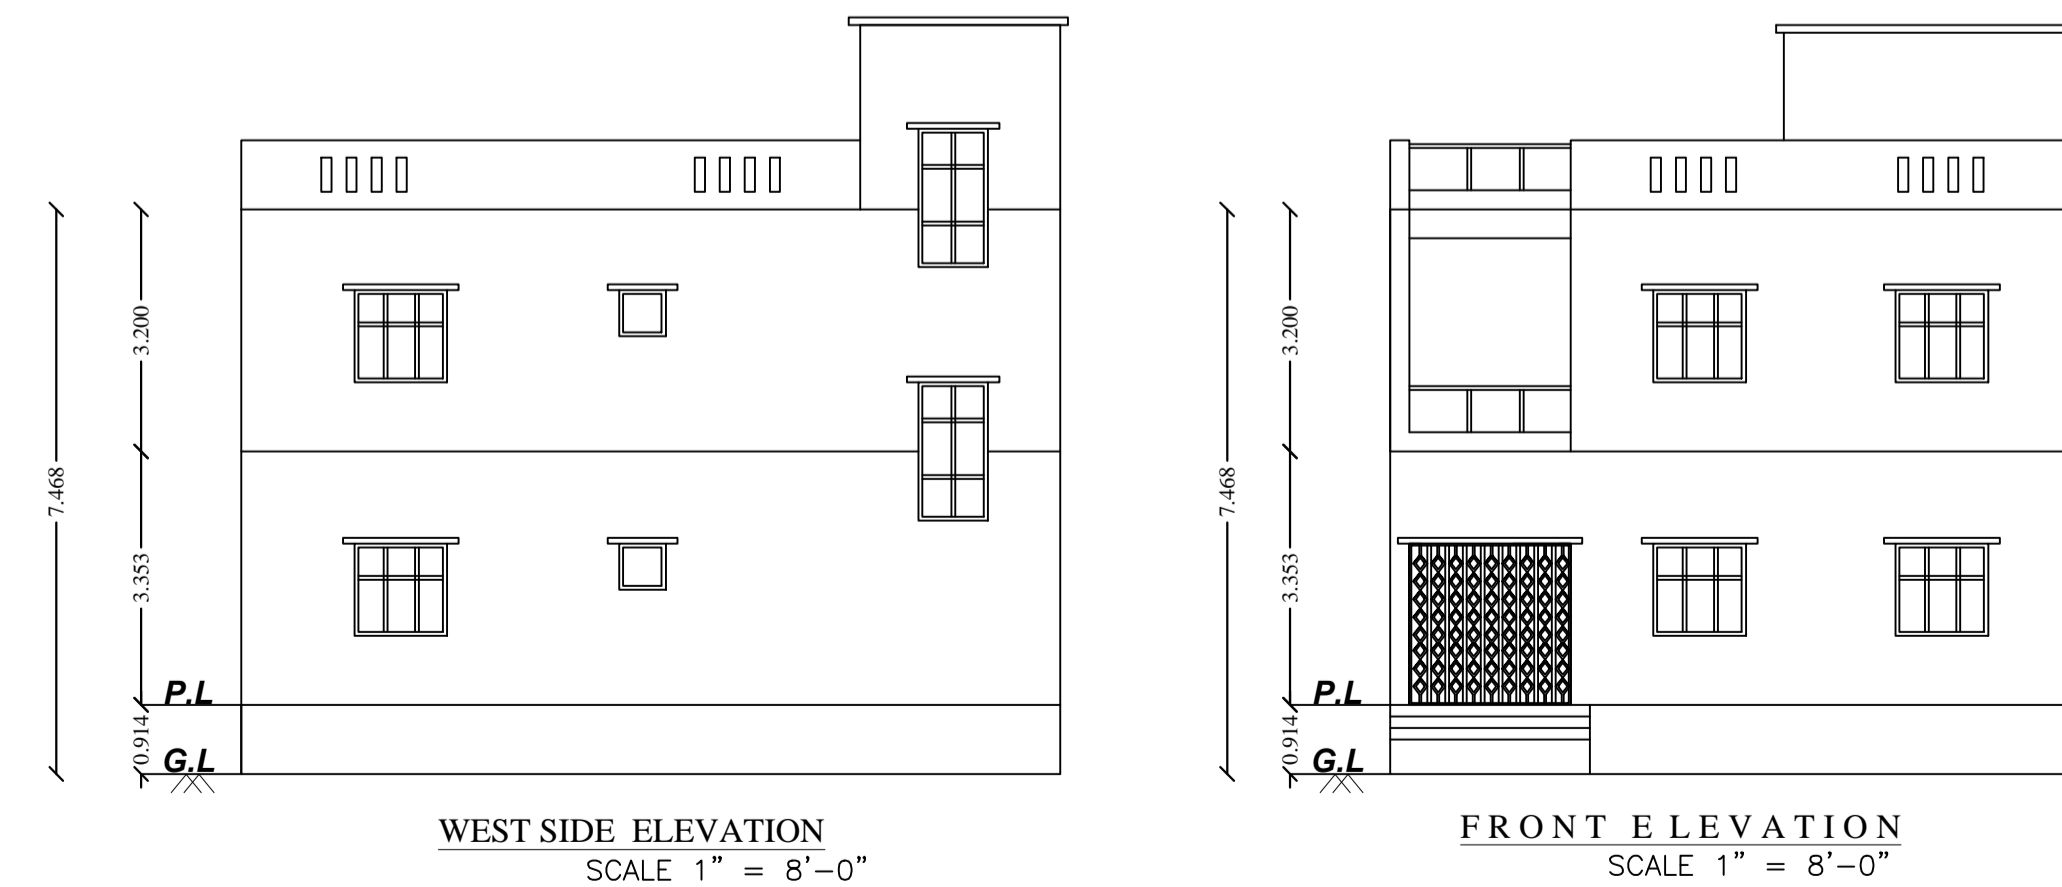 7.468
3.200
3.353
0.914
P.L
G.L
WEST SIDE ELEVATION
SCALE 1” = 8’-0”
7.468
3.200
3.353
0.914
P.L
G.L
FRONT ELEVATION
SCALE 1” = 8’-0”